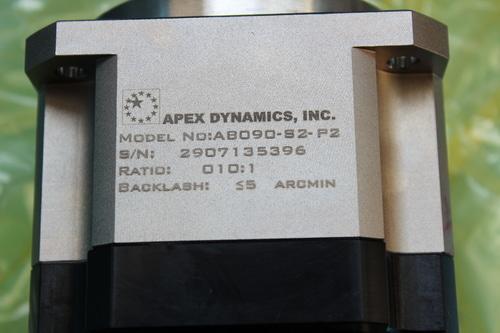 APEX DYNAMICS, INC.
MODEL NO:AB090-S2-P2
S/N: 2907135396
RATIO: 010:1
BACKLASH: ≤5 ARCMIN